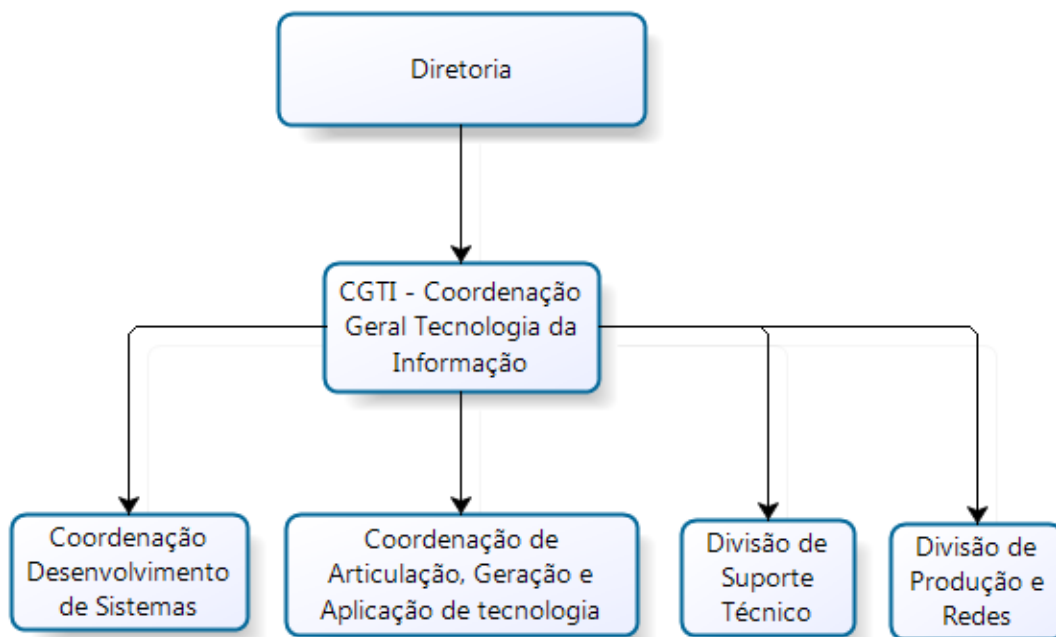 Diretoria
CGTI - Coordenação
Geral Tecnologia da
Informação
Coordenação
Desenvolvimento
de Sistemas
Coordenação de
Articulação, Geração e
Aplicação de tecnologia
Divisão de
Suporte
Técnico
Divisão de
Produção e
Redes